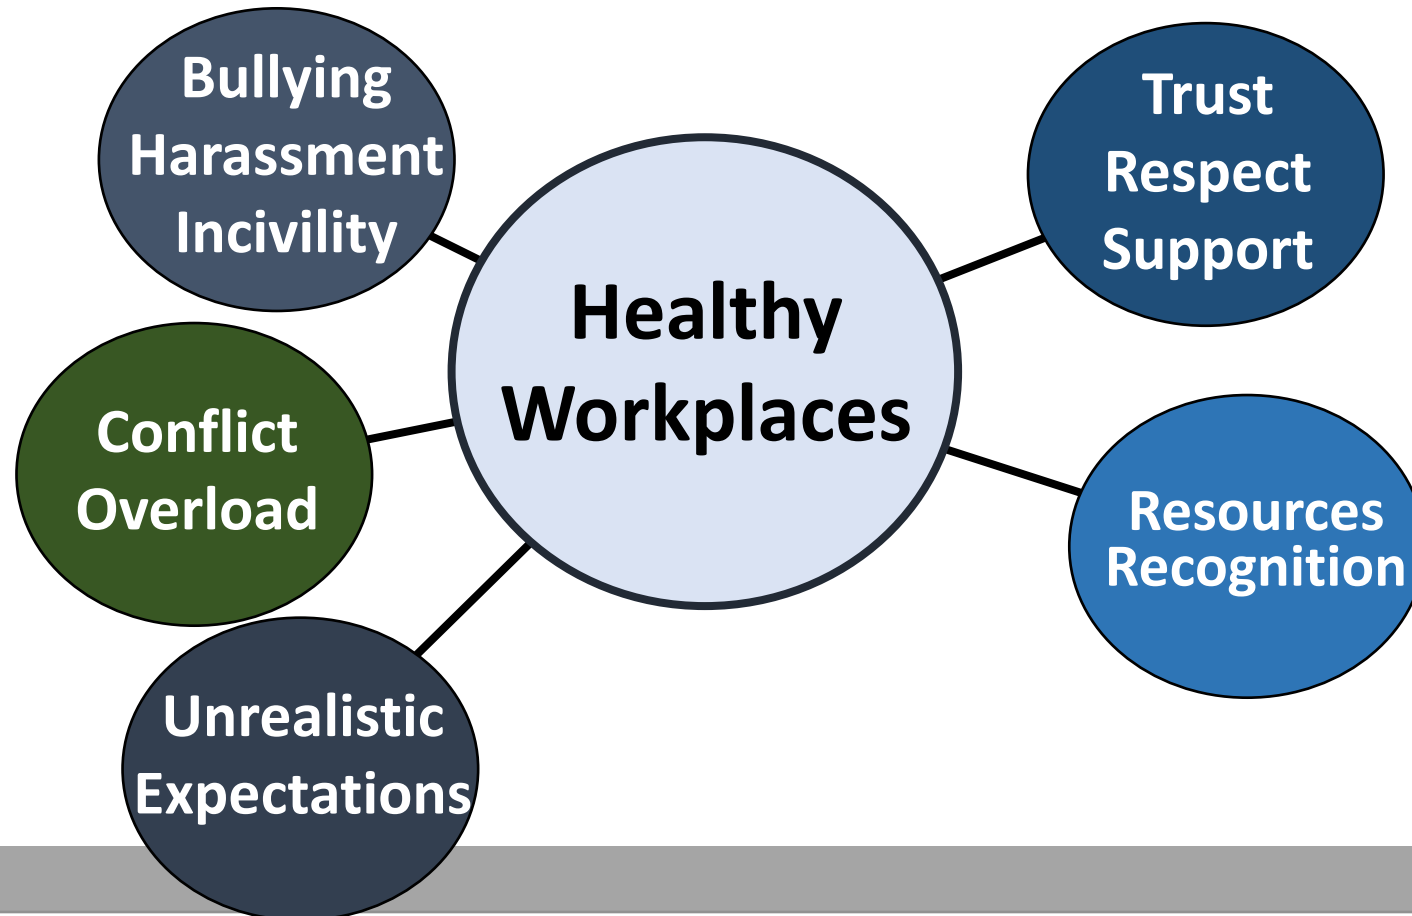 Bullying
Harassment
Incivility
Conflict
Overload
Unrealistic
Expectations
Healthy
Workplaces
Trust
Respect
Support
Resources
Recognition